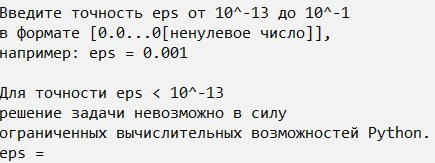 Введите точность eps от 10^-13 до 10^-1
в формате [0.0...0[ненулевое число]],
например: eps = 0.001
Для точности eps < 10^-13
решение задачи невозможно в силу
ограниченных вычислительных возможностей Python.
eps =